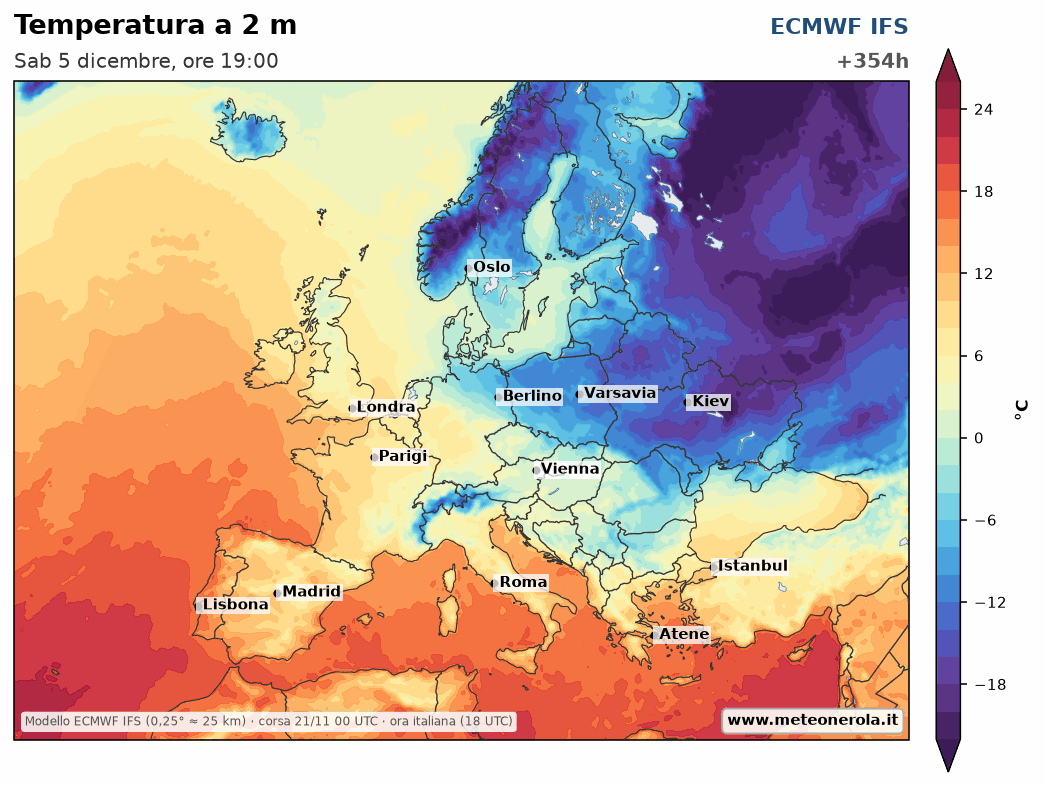 Temperatura a 2 m
ECMWF IFS
Sab 5 dicembre, ore 19:00
+354h
24
18
12
6
0
−6
−12
−18
°C
Oslo
Berlino
Varsavia
Kiev
Londra
Parigi
Vienna
Istanbul
Roma
Madrid
Lisbona
Atene
Modello ECMWF IFS (0,25° ≈ 25 km) · corsa 21/11 00 UTC · ora italiana (18 UTC)
www.meteonerola.it